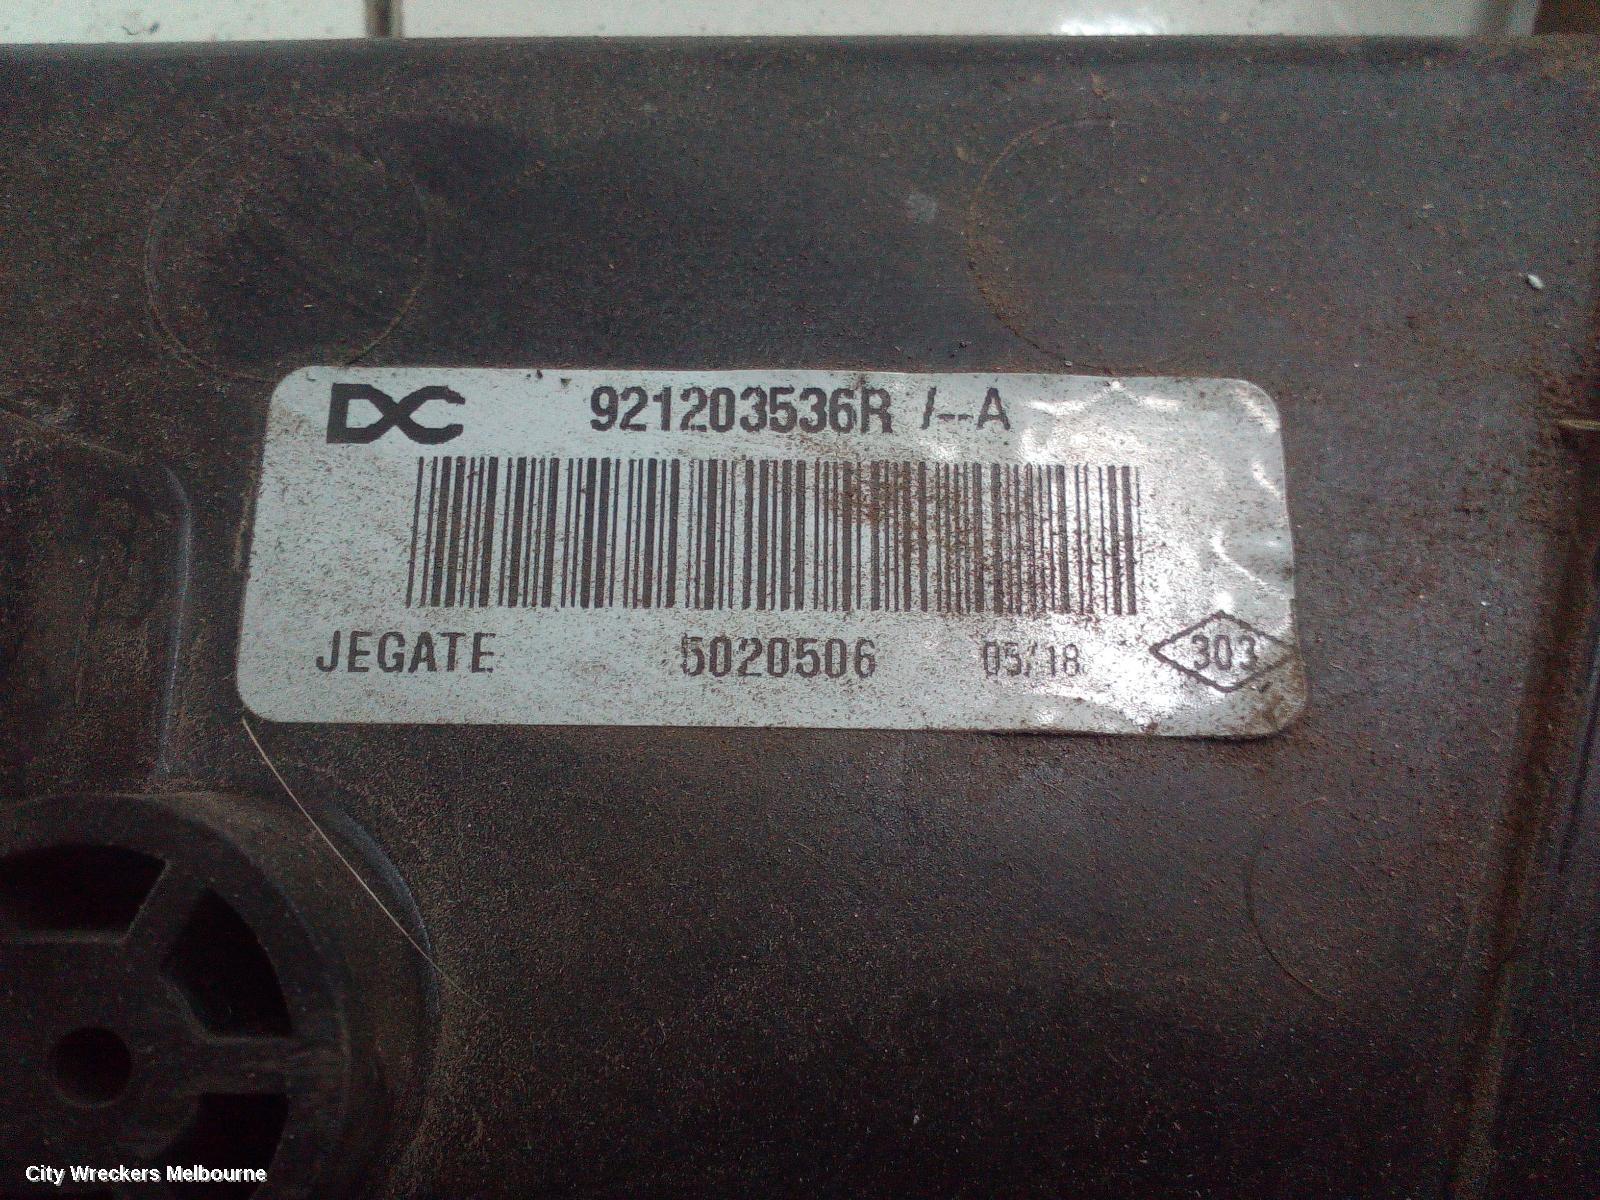 DC 921203536R /--A
JEGATE 5020506 05/18 303
City Wreckers Melbourne